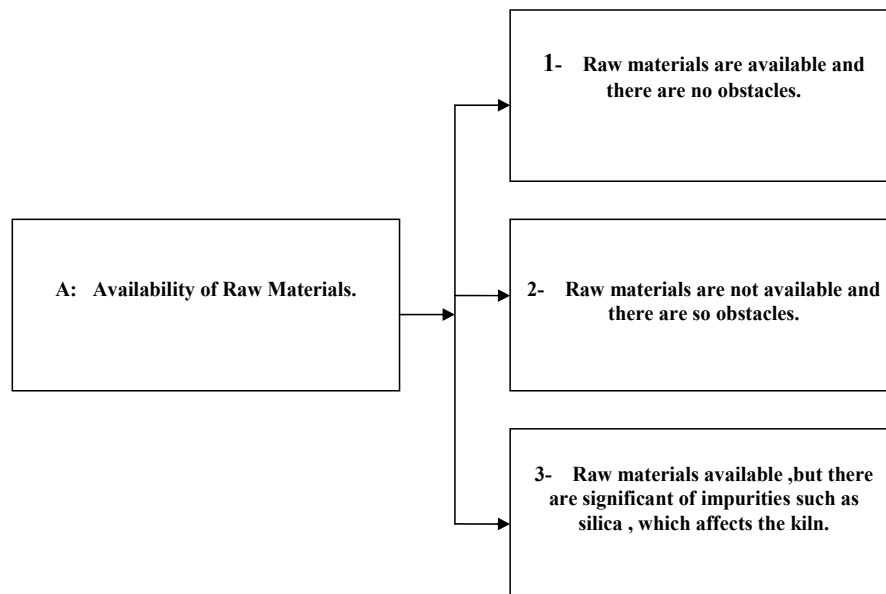 1- Raw materials are available and
there are no obstacles.
A: Availability of Raw Materials.
2- Raw materials are not available and
there are so obstacles.
3- Raw materials available ,but there
are significant of impurities such as
silica , which affects the kiln.